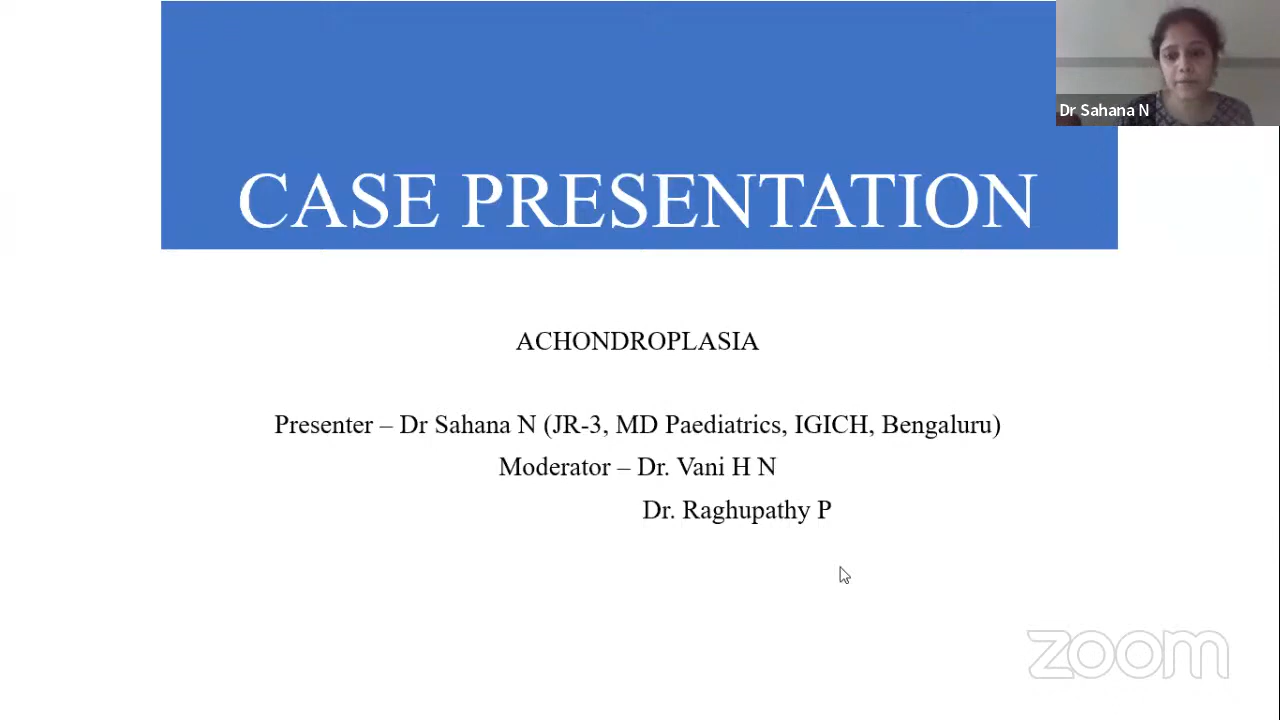 Dr Sahana N
CASE PRESENTATION
ACHONDROPLASIA
Presenter – Dr Sahana N (JR-3, MD Paediatrics, IGICH, Bengaluru)
Moderator – Dr. Vani H N
Dr. Raghupathy P
zoom